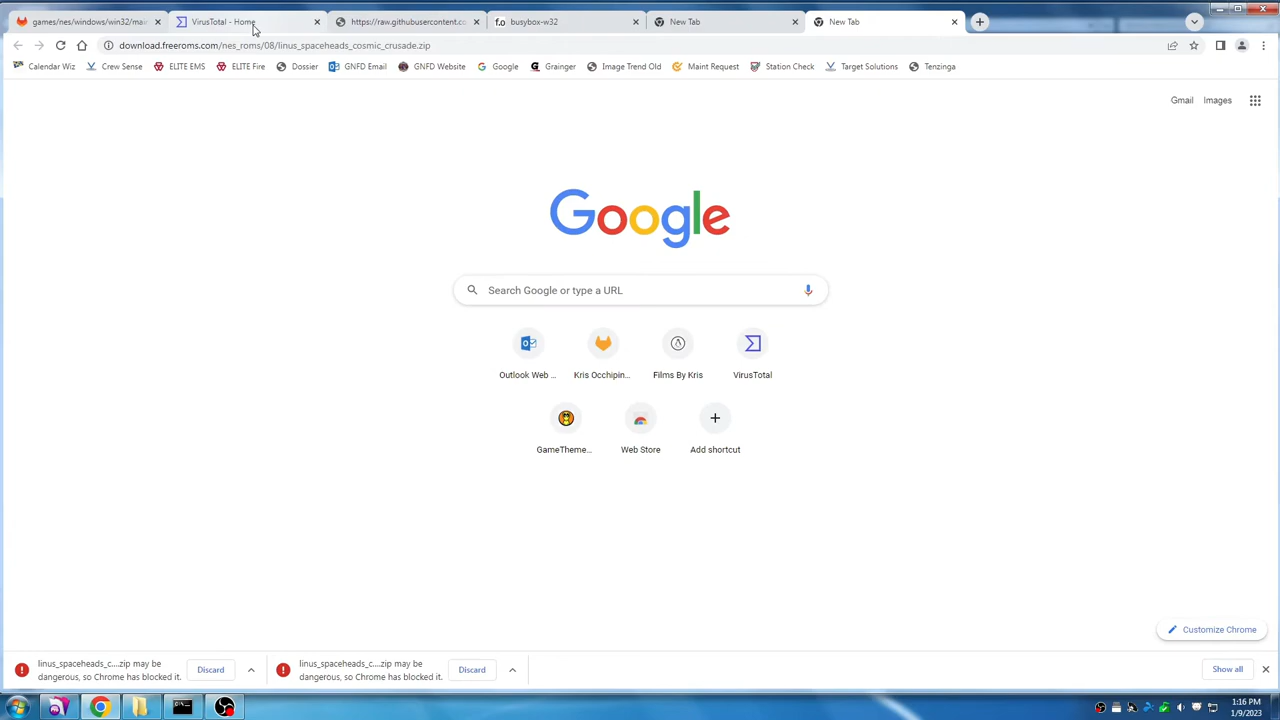 games/nes/windows/win32/mai
VirusTotal - Home
https://raw.githubusercontent.co
f.o busybox-w32
New Tab
New Tab
download.freeroms.com/nes_roms/08/linus_spaceheads_cosmic_crusade.zip
Calendar Wiz
Crew Sense
ELITE EMS
ELITE Fire
Dossier
GNFD Email
GNFD Website
Google
Grainger
Image Trend Old
Maint Request
Station Check
Target Solutions
Tenzinga
Gmail
Images
Google
Search Google or type a URL
Outlook Web ...
Kris Occhipin...
Films By Kris
VirusTotal
GameTheme...
Web Store
Add shortcut
Customize Chrome
linus_spaceheads_c....zip may be
dangerous, so Chrome has blocked it.
Discard
linus_spaceheads_c....zip may be
dangerous, so Chrome has blocked it.
Discard
Show all
1:16 PM
1/9/2023